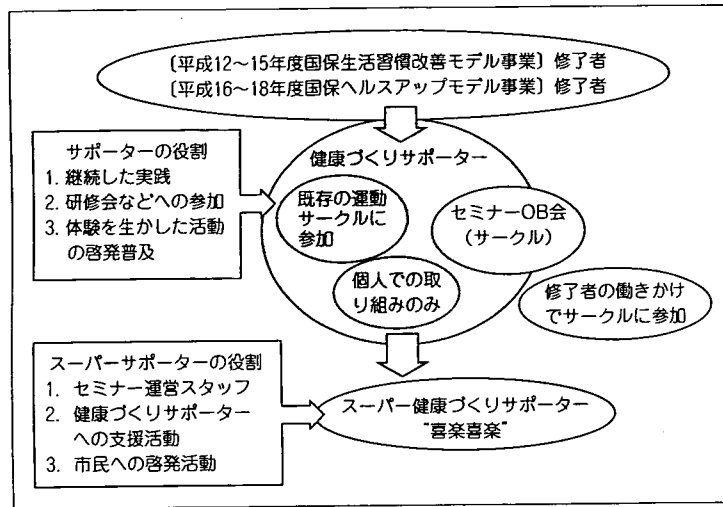 〔平成12～15年度国保生活習慣改善モデル事業〕修了者
〔平成16～18年度国保ヘルスアップモデル事業〕修了者
健康づくりサポーター
サポーターの役割
1. 継続した実践
2. 研修会などへの参加
3. 体験を生かした活動
の啓発普及
既存の運動
サークルに
参加
セミナーOB会
(サークル)
個人での取
り組みのみ
修了者の働きかけ
でサークルに参加
スーパーサポーターの役割
1. セミナー運営スタッフ
2. 健康づくりサポーター
への支援活動
3. 市民への啓発活動
スーパー健康づくりサポーター
"喜楽喜楽"